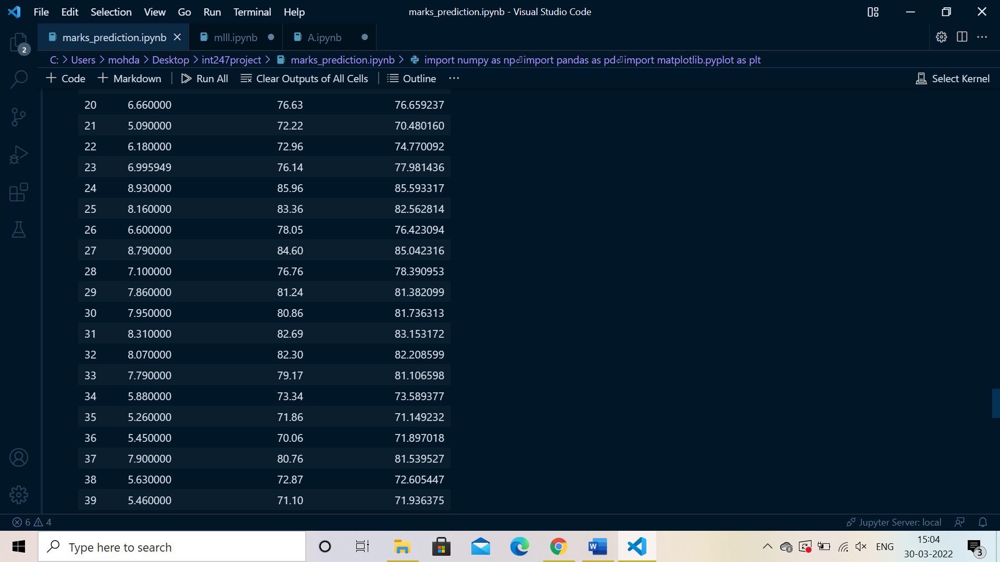 File Edit Selection View Go Run Terminal Help marks_prediction.ipynb - Visual Studio Code
marks_prediction.ipynb mlll.ipynb A.ipynb
2
C: > Users > mohda > Desktop > int247project > marks_prediction.ipynb > import numpy as np⏎import pandas as pd⏎import matplotlib.pyplot as plt
Code Markdown Run All Clear Outputs of All Cells Outline ... Select Kernel
20 6.660000 76.63 76.659237
21 5.090000 72.22 70.480160
22 6.180000 72.96 74.770092
23 6.995949 76.14 77.981436
24 8.930000 85.96 85.593317
25 8.160000 83.36 82.562814
26 6.600000 78.05 76.423094
27 8.790000 84.60 85.042316
28 7.100000 76.76 78.390953
29 7.860000 81.24 81.382099
30 7.950000 80.86 81.736313
31 8.310000 82.69 83.153172
32 8.070000 82.30 82.208599
33 7.790000 79.17 81.106598
34 5.880000 73.34 73.589377
35 5.260000 71.86 71.149232
36 5.450000 70.06 71.897018
37 7.900000 80.76 81.539527
38 5.630000 72.87 72.605447
39 5.460000 71.10 71.936375
6 4 Jupyter Server: local
Type here to search W ENG 15:04
30-03-2022 3